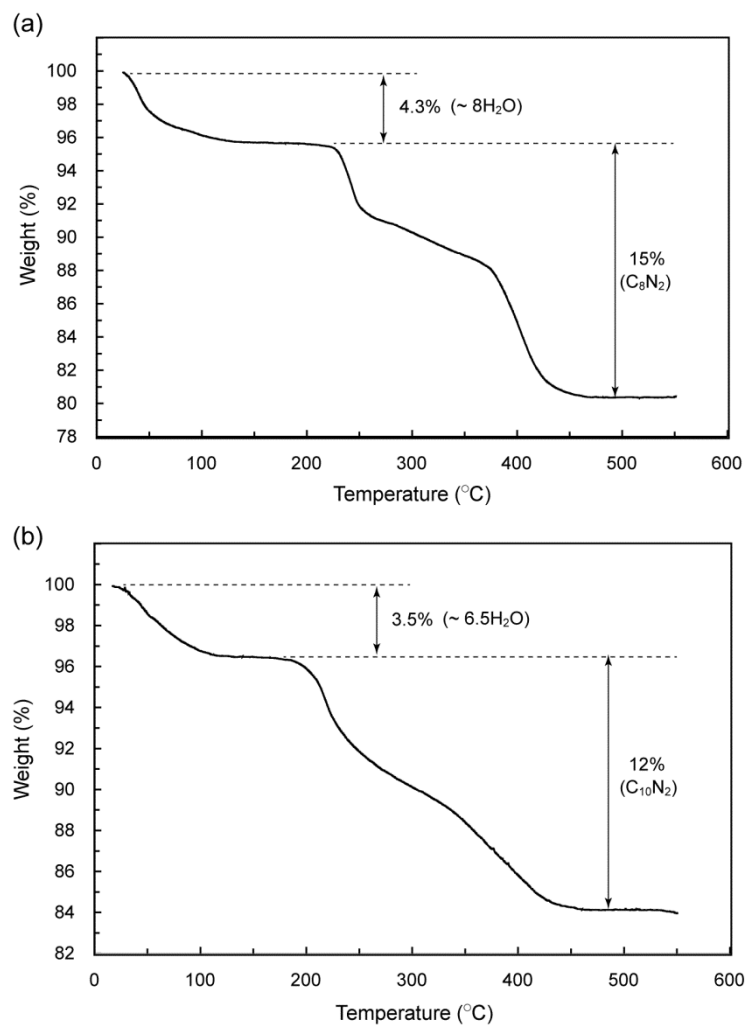 (a)
100
98
96
94
92
90
88
86
84
82
80
78
Weight (%)
4.3% (~ 8H₂O)
15%
(C₈N₂)
0 100 200 300 400 500 600
Temperature (°C)
(b)
100
98
96
94
92
90
88
86
84
82
Weight (%)
3.5% (~ 6.5H₂O)
12%
(C₁₀N₂)
0 100 200 300 400 500 600
Temperature (°C)